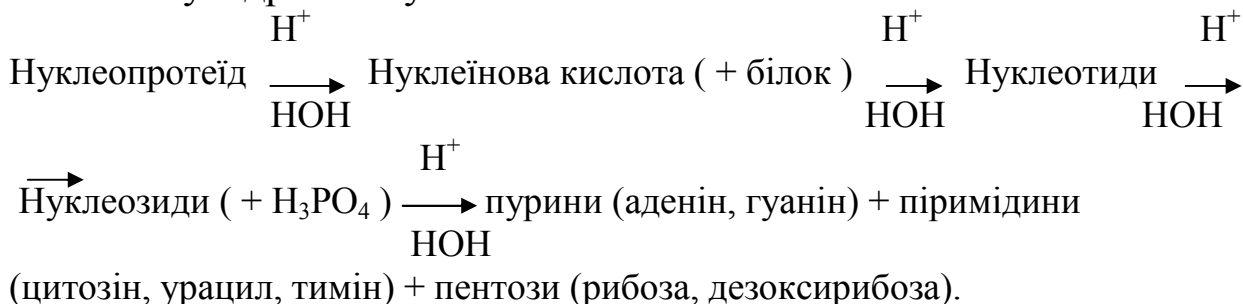 H⁺ H⁺ H⁺
Нуклеопротеїд → Нуклеїнова кислота ( + білок ) → Нуклеотиди →
HOH HOH HOH
H⁺
→ Нуклеозиди ( + H₃PO₄ ) → пурини (аденін, гуанін) + піримідини
HOH
(цитозін, урацил, тимін) + пентози (рибоза, дезоксирибоза).